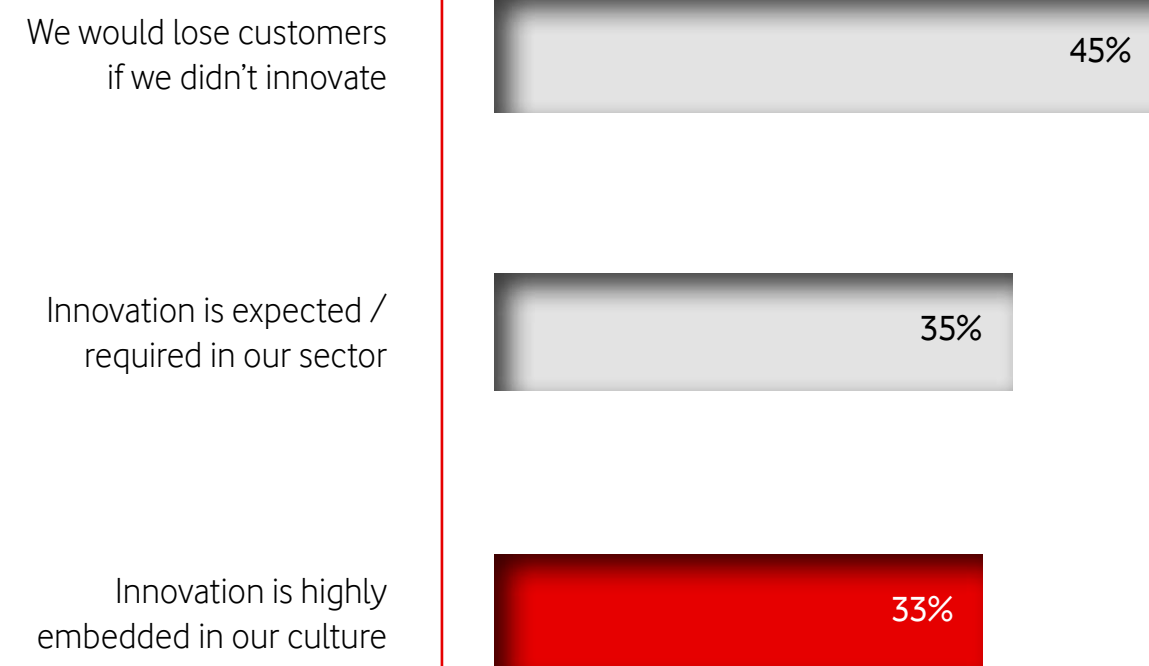 We would lose customers
if we didn’t innovate
45%
Innovation is expected /
required in our sector
35%
Innovation is highly
embedded in our culture
33%